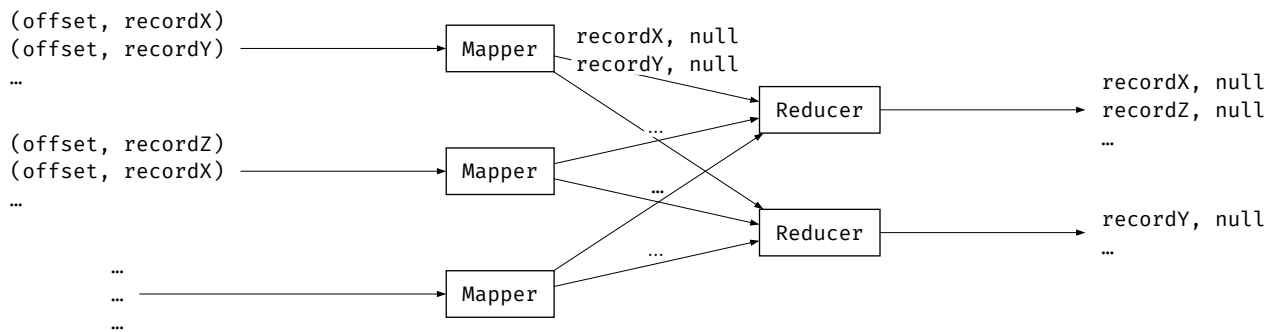 (offset, recordX)
(offset, recordY)
…
Mapper
recordX, null
recordY, null
Reducer
recordX, null
recordZ, null
…
(offset, recordZ)
(offset, recordX)
…
Mapper
…
…
…
Reducer
recordY, null
…
…
…
…
Mapper